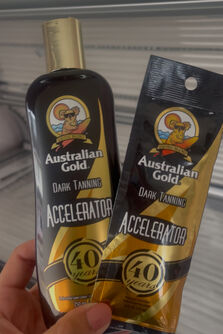 Australian
Gold
DARK TANNING
ACCELERATOR
40
years
Australian
Gold
DARK TANNING
ACCELERATOR
40
years